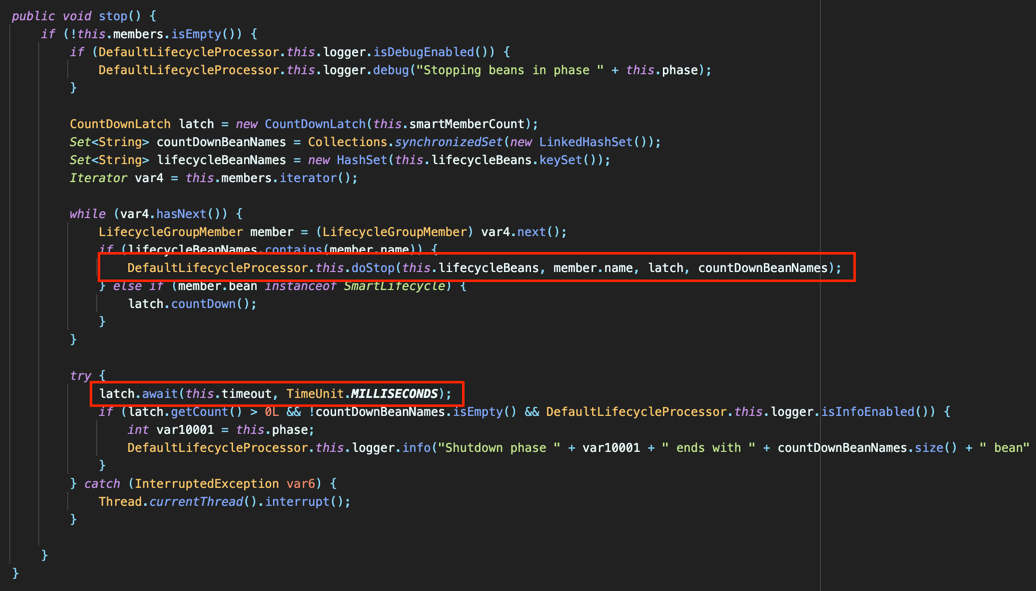 public void stop() {
if (!this.members.isEmpty()) {
if (DefaultLifecycleProcessor.this.logger.isDebugEnabled()) {
DefaultLifecycleProcessor.this.logger.debug("Stopping beans in phase " + this.phase);
}
CountDownLatch latch = new CountDownLatch(this.smartMemberCount);
Set<String> countDownBeanNames = Collections.synchronizedSet(new LinkedHashSet());
Set<String> lifecycleBeanNames = new HashSet(this.lifecycleBeans.keySet());
Iterator var4 = this.members.iterator();
while (var4.hasNext()) {
LifecycleGroupMember member = (LifecycleGroupMember) var4.next();
if (lifecycleBeanNames.contains(member.name)) {
DefaultLifecycleProcessor.this.doStop(this.lifecycleBeans, member.name, latch, countDownBeanNames);
} else if (member.bean instanceof SmartLifecycle) {
latch.countDown();
}
}
try {
latch.await(this.timeout, TimeUnit.MILLISECONDS);
if (latch.getCount() > 0L && !countDownBeanNames.isEmpty() && DefaultLifecycleProcessor.this.logger.isInfoEnabled()) {
int var10001 = this.phase;
DefaultLifecycleProcessor.this.logger.info("Shutdown phase " + var10001 + " ends with " + countDownBeanNames.size() + " bean"
}
} catch (InterruptedException var6) {
Thread.currentThread().interrupt();
}
}
}